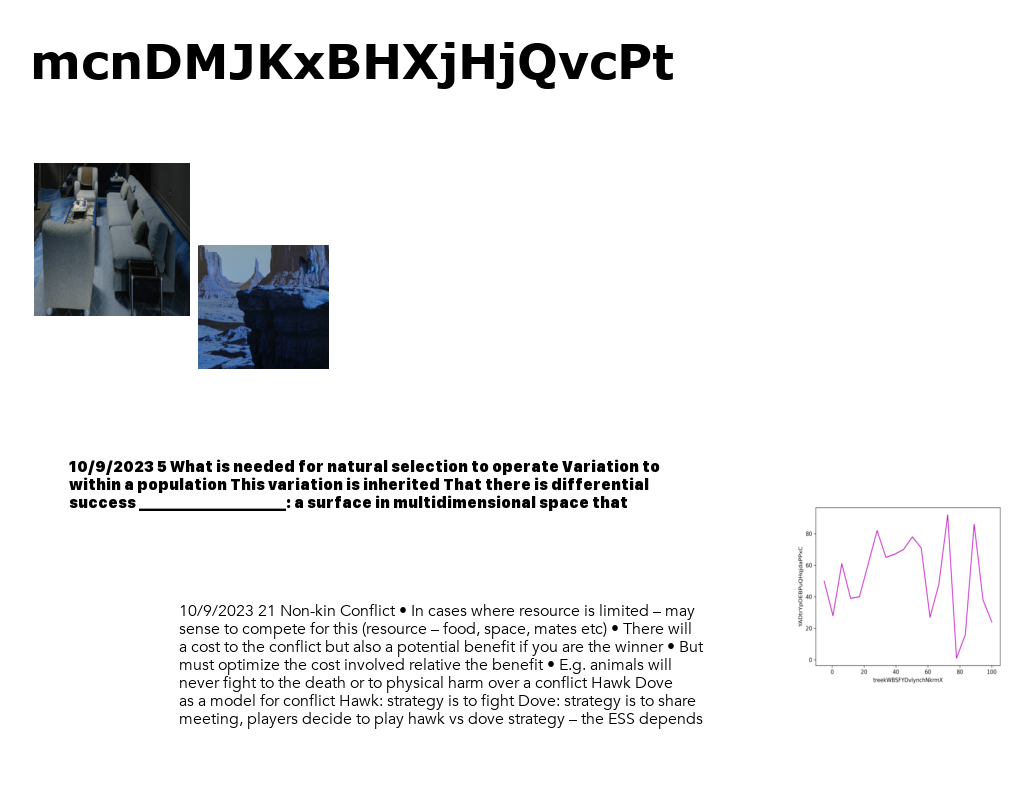 mcnDMJKxBHXjHjQvcPt
10/9/2023 5 What is needed for natural selection to operate Variation to
within a population This variation is inherited That there is differential
success __________________: a surface in multidimensional space that
10/9/2023 21 Non-kin Conflict • In cases where resource is limited – may
sense to compete for this (resource – food, space, mates etc) • There will
a cost to the conflict but also a potential benefit if you are the winner • But
must optimize the cost involved relative the benefit • E.g. animals will
never fight to the death or to physical harm over a conflict Hawk Dove
as a model for conflict Hawk: strategy is to fight Dove: strategy is to share
meeting, players decide to play hawk vs dove strategy – the ESS depends
80
60
40
20
0
0 20 40 60 80 100